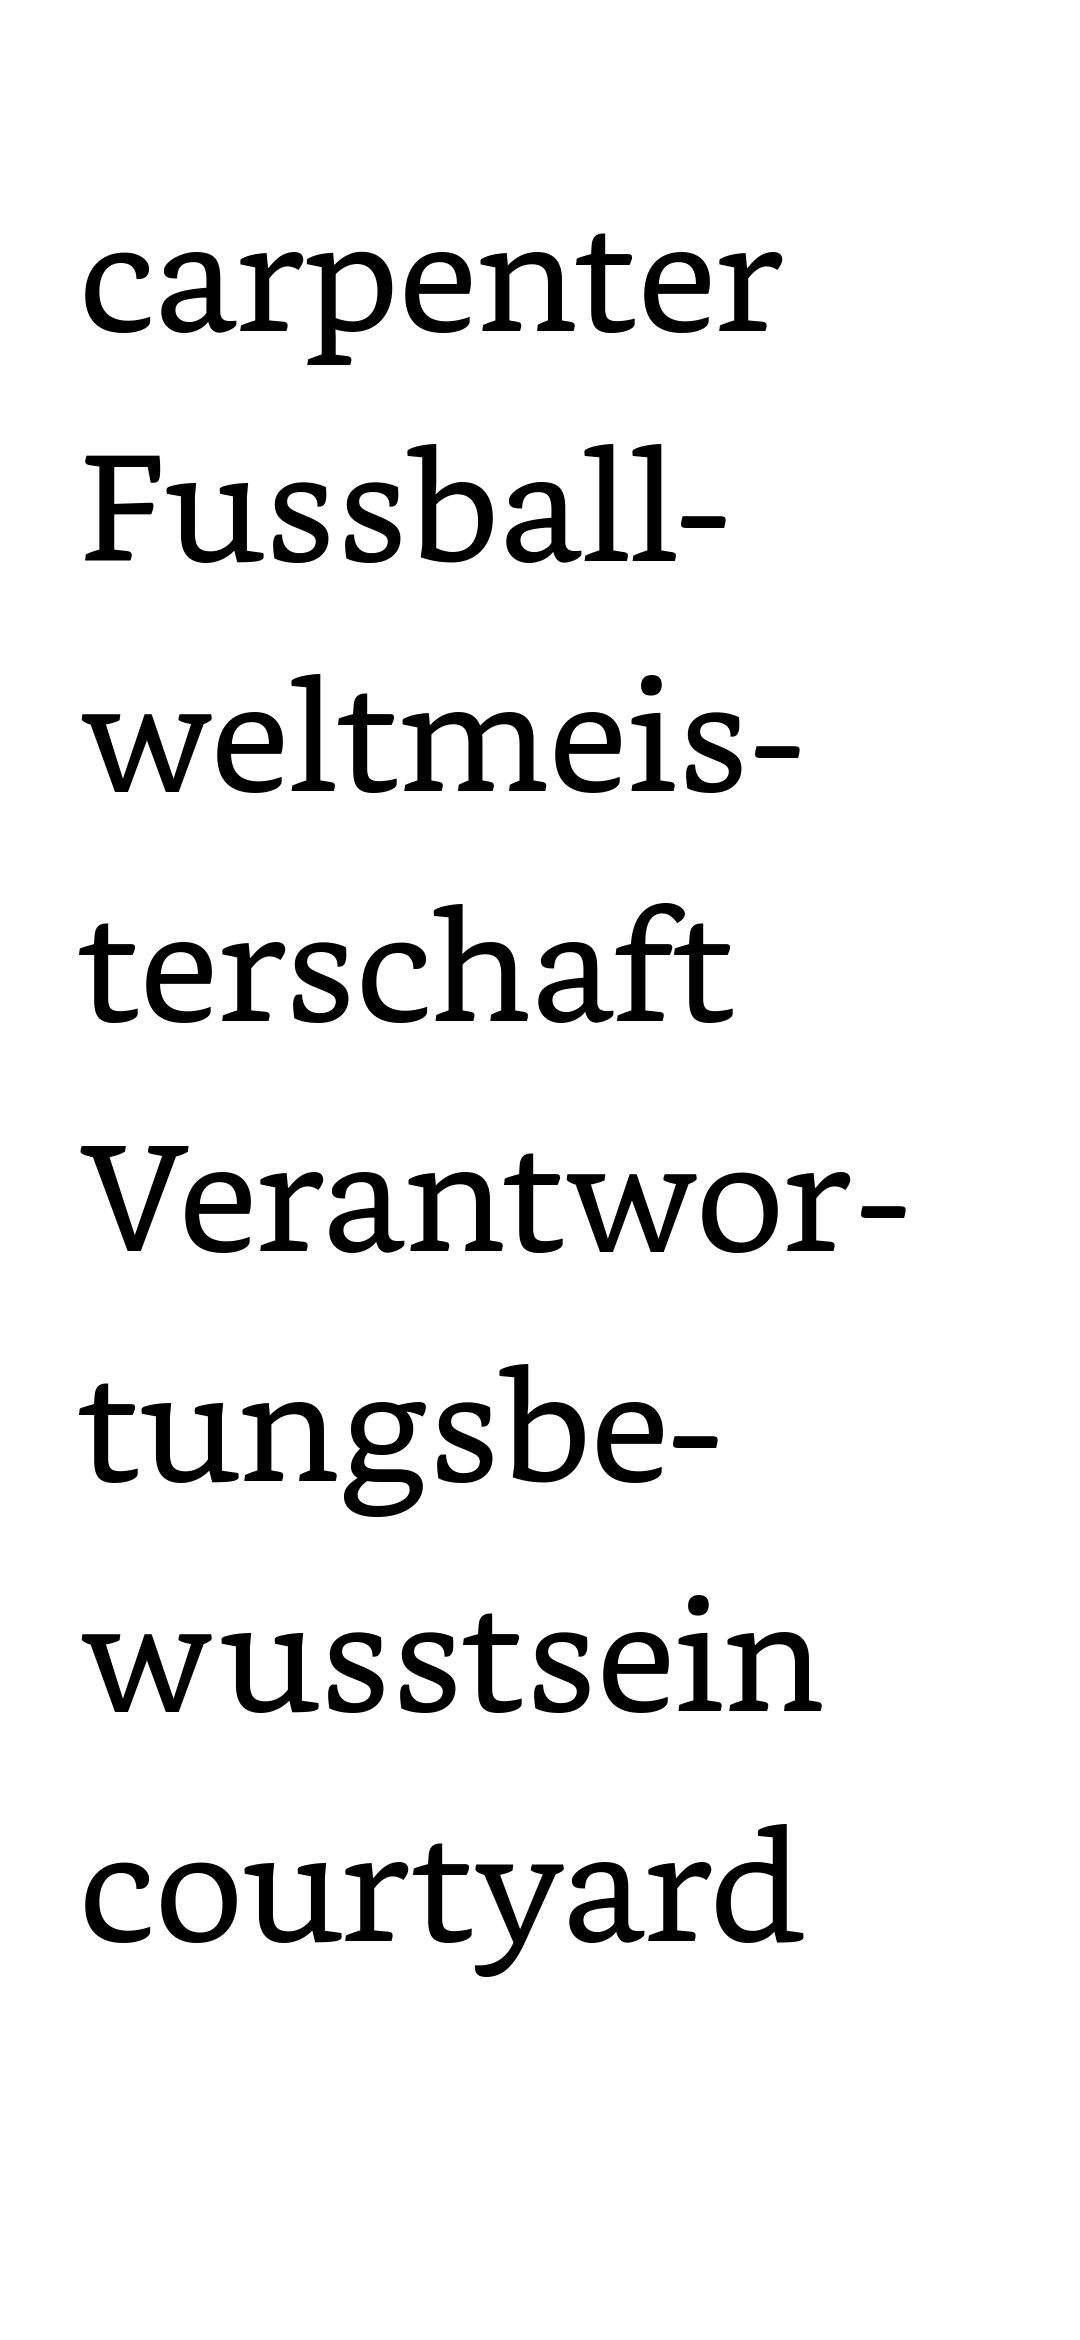 carpenter
Fussball-
weltmeis-
terschaft
Verantwor-
tungsbe-
wusstsein
courtyard